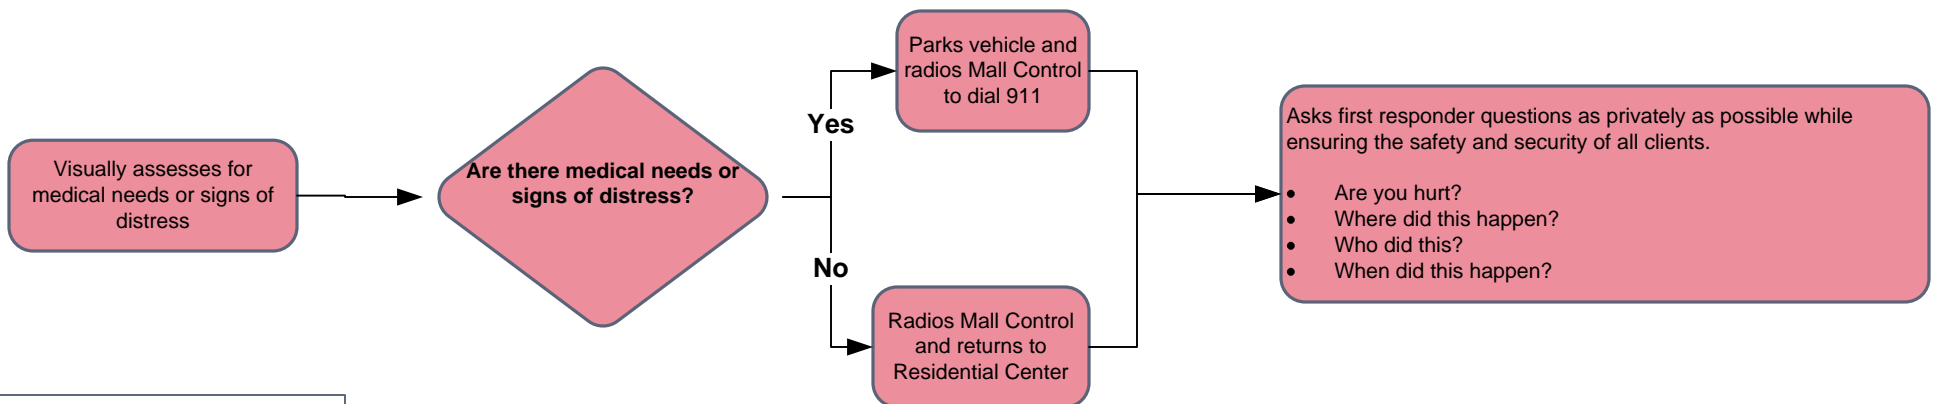 Visually assesses for
medical needs or signs of
distress
Are there medical needs or
signs of distress?
Yes
Parks vehicle and
radios Mall Control
to dial 911
No
Radios Mall Control
and returns to
Residential Center
Asks first responder questions as privately as possible while
ensuring the safety and security of all clients.
• Are you hurt?
• Where did this happen?
• Who did this?
• When did this happen?